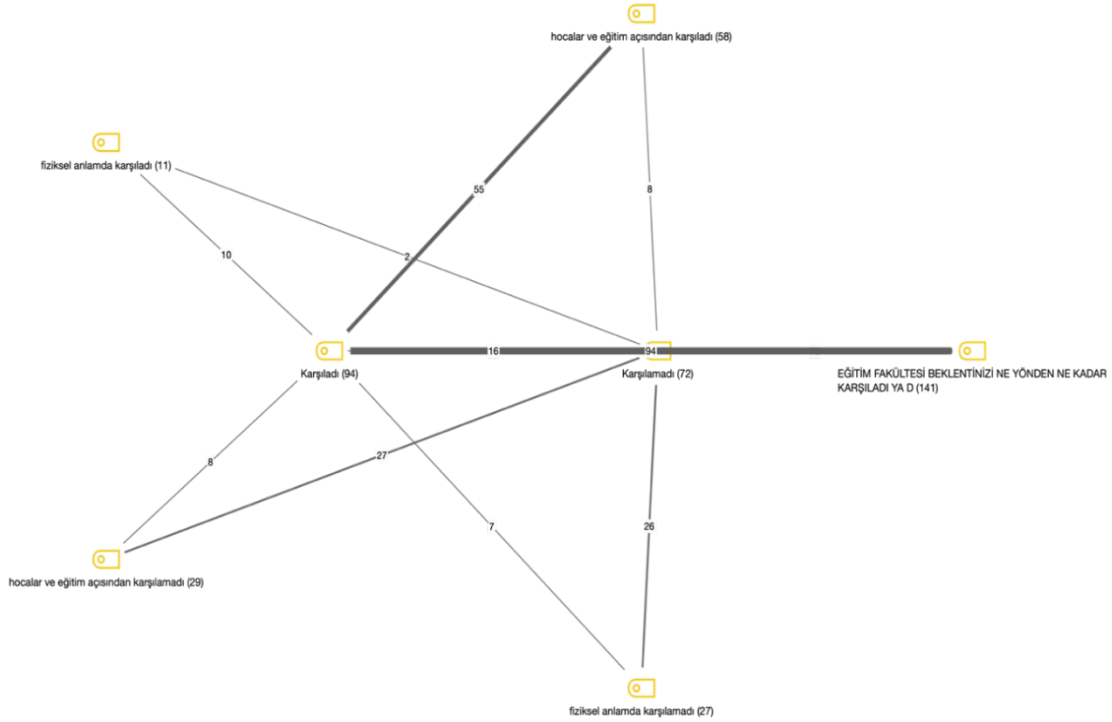 hocalar ve eğitim açısından karşıladı (58)
fiziksel anlamda karşıladı (11)
55
8
10
2
16
94
Karşıladı (94)
Karşılamadı (72)
EĞİTİM FAKÜLTESİ BEKLENTİNİZİ NE YÖNDEN NE KADAR
KARŞILADI YA D (141)
8
27
7
26
hocalar ve eğitim açısından karşılamadı (29)
fiziksel anlamda karşılamadı (27)